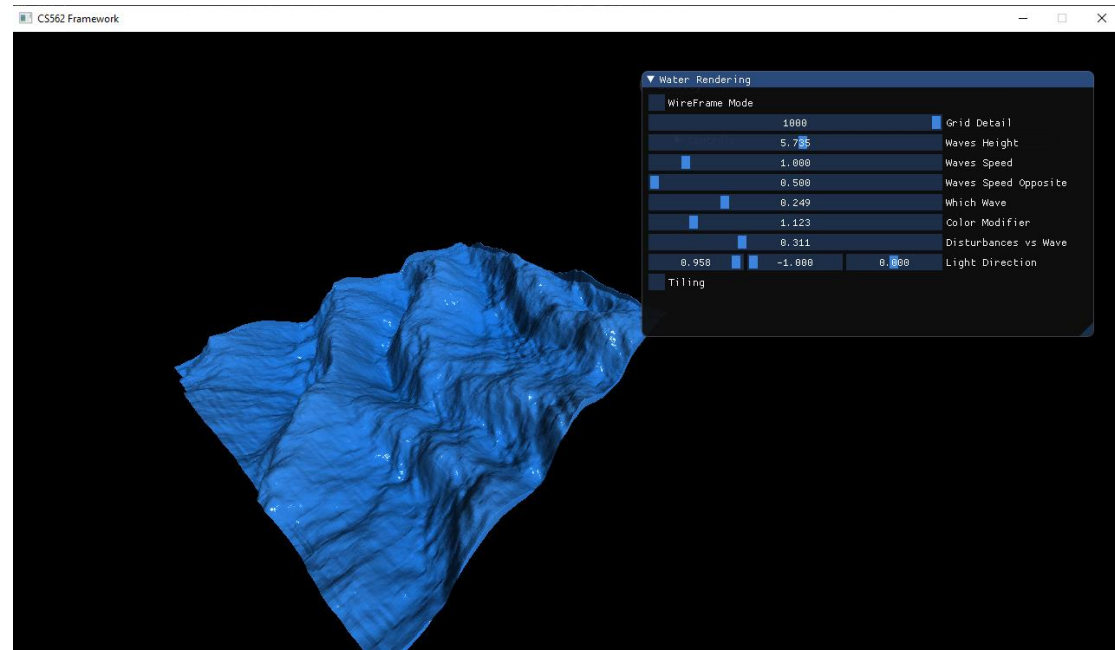 CS562 Framework
Water Rendering
WireFrame Mode
1000 Grid Detail
5.735 Waves Height
1.000 Waves Speed
0.500 Waves Speed Opposite
0.249 Which Wave
1.123 Color Modifier
0.311 Disturbances vs Wave
0.958 -1.000 0.000 Light Direction
Tiling